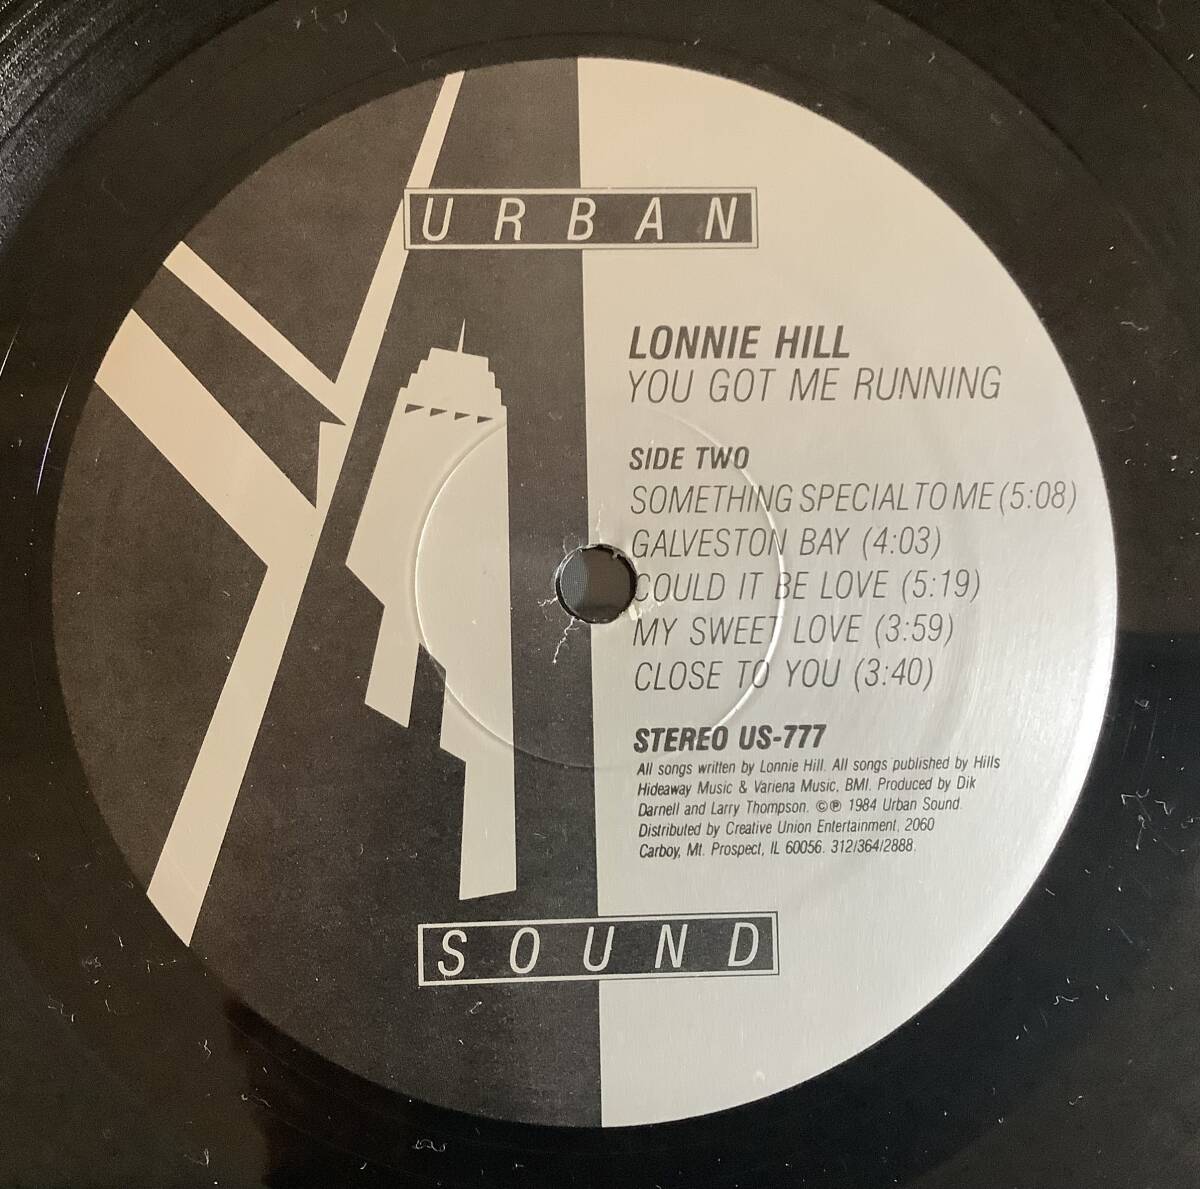 URBAN
LONNIE HILL
YOU GOT ME RUNNING
SIDE TWO
SOMETHING SPECIAL TO ME (5:08)
GALVESTON BAY (4:03)
COULD IT BE LOVE (5:19)
MY SWEET LOVE (3:59)
CLOSE TO YOU (3:40)
STEREO US-777
All songs written by Lonnie Hill. All songs published by Hills
Hideaway Music & Variena Music, BMI. Produced by Dik
Darnell and Larry Thompson. ©℗ 1984 Urban Sound.
Distributed by Creative Union Entertainment, 2060
Carboy, Mt. Prospect, IL 60056. 312/364/2888.
SOUND